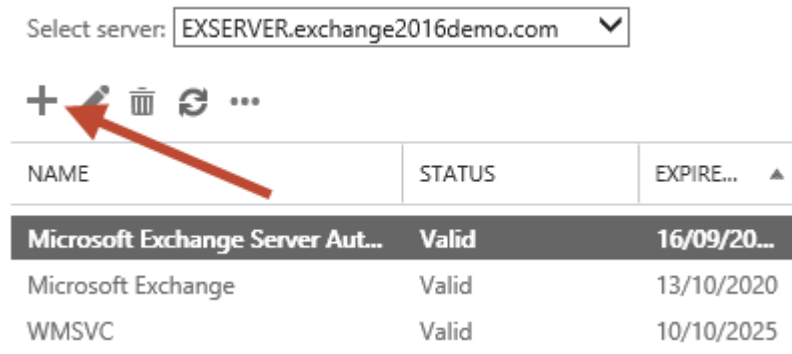 Select server: EXSERVER.exchange2016demo.com
NAME STATUS EXPIRE...
Microsoft Exchange Server Aut... Valid 16/09/20...
Microsoft Exchange Valid 13/10/2020
WMSVC Valid 10/10/2025